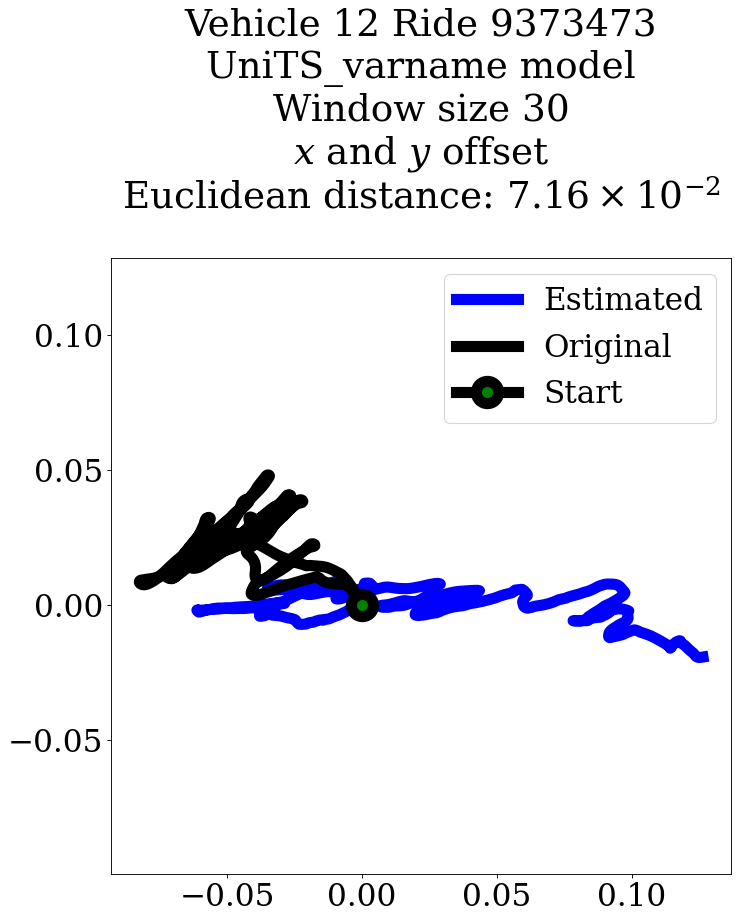 Vehicle 12 Ride 9373473
UniTS_varname model
Window size 30
x and y offset
Euclidean distance: 7.16 × 10⁻²
Estimated
Original
Start
0.10
0.05
0.00
−0.05
−0.05 0.00 0.05 0.10